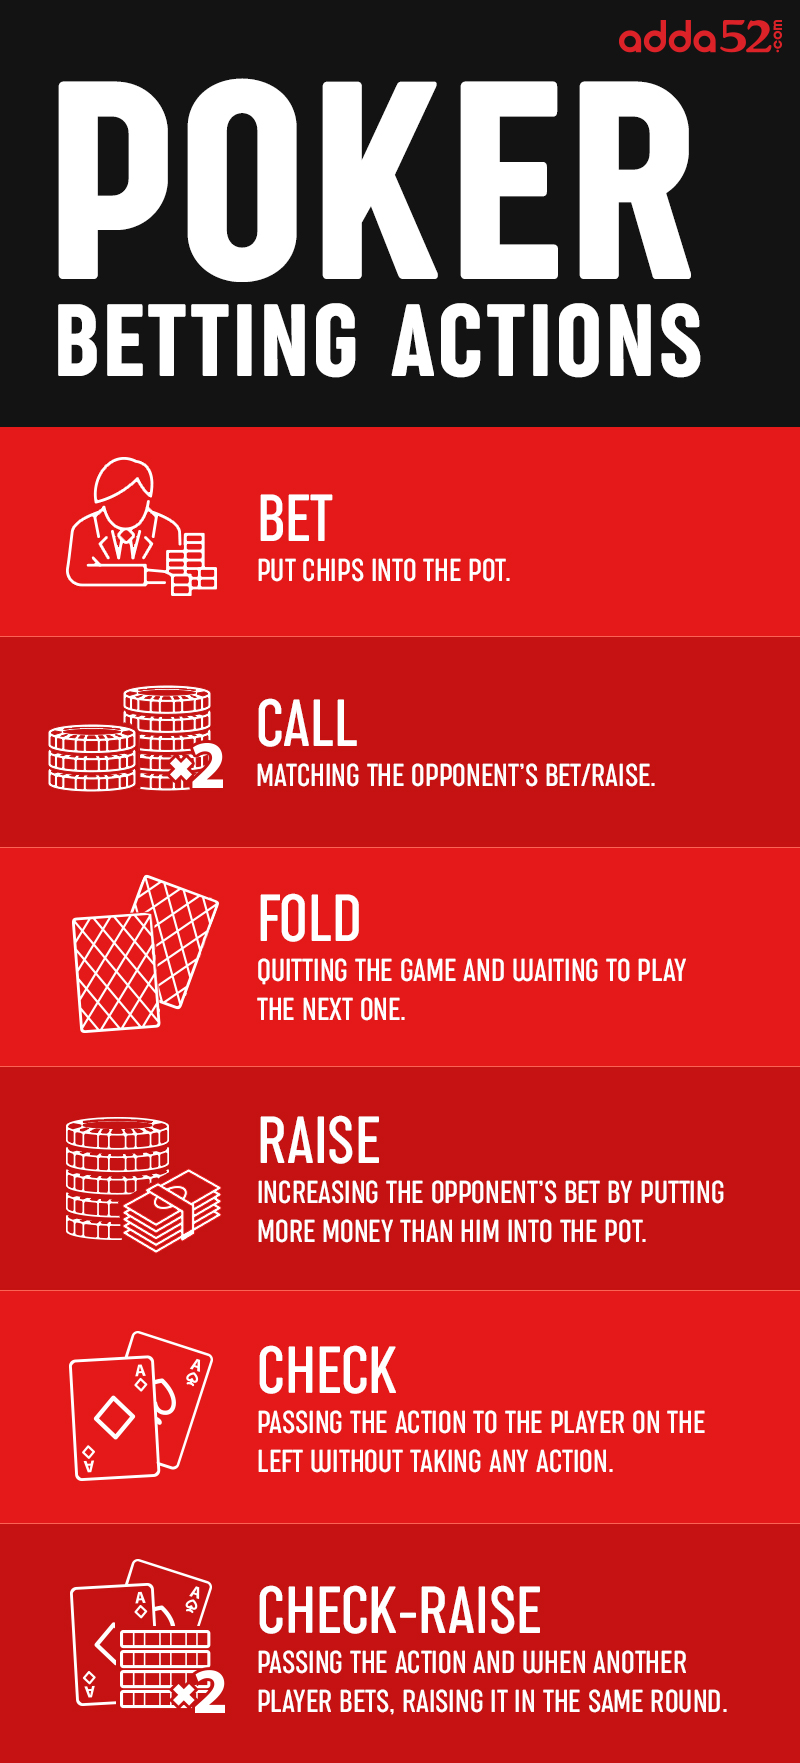 adda52.com
POKER
BETTING ACTIONS
BET
PUT CHIPS INTO THE POT.
×2
CALL
MATCHING THE OPPONENT'S BET/RAISE.
FOLD
QUITTING THE GAME AND WAITING TO PLAY
THE NEXT ONE.
RAISE
INCREASING THE OPPONENT'S BET BY PUTTING
MORE MONEY THAN HIM INTO THE POT.
A
A
A
CHECK
PASSING THE ACTION TO THE PLAYER ON THE
LEFT WITHOUT TAKING ANY ACTION.
A
A
A
×2
CHECK-RAISE
PASSING THE ACTION AND WHEN ANOTHER
PLAYER BETS, RAISING IT IN THE SAME ROUND.